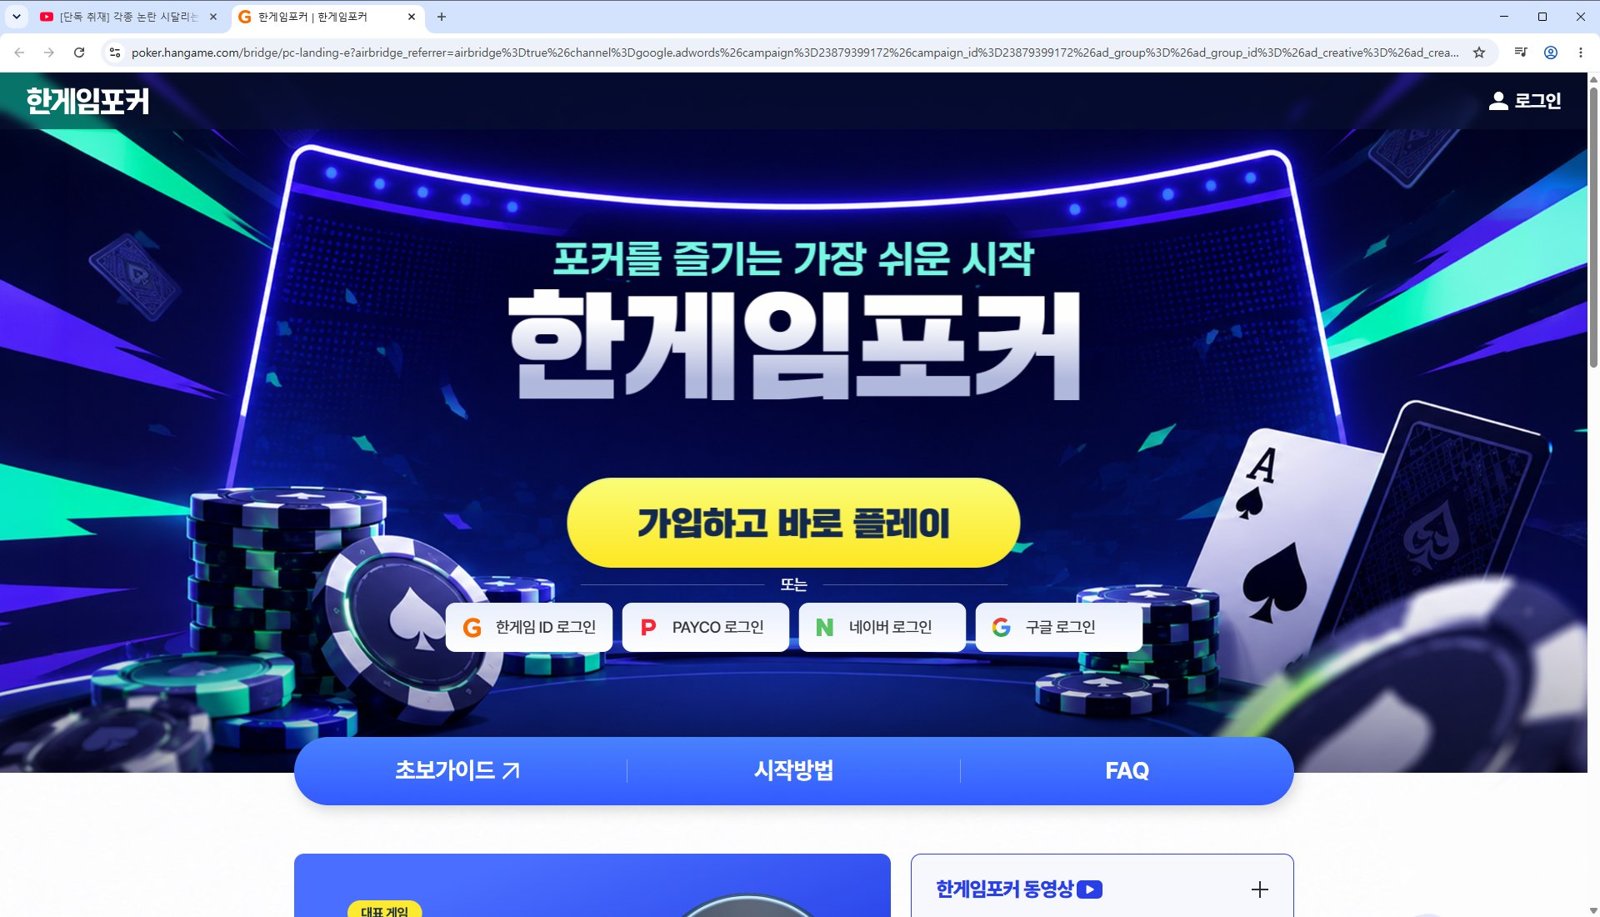 [단독 취재] 각종 논란 시달리는
한게임포커 | 한게임포커
poker.hangame.com/bridge/pc-landing-e?airbridge_referrer=airbridge%3Dtrue%26channel%3Dgoogle.adwords%26campaign%3D23879399172%26campaign_id%3D23879399172%26ad_group%3D%26ad_group_id%3D%26ad_creative%3D%26ad_crea...
한게임포커
로그인
포커를 즐기는 가장 쉬운 시작
한게임포커
A
가입하고 바로 플레이
또는
G 한게임 ID 로그인
P PAYCO 로그인
N 네이버 로그인
G 구글 로그인
초보가이드
시작방법
FAQ
한게임포커 동영상
대표 게임